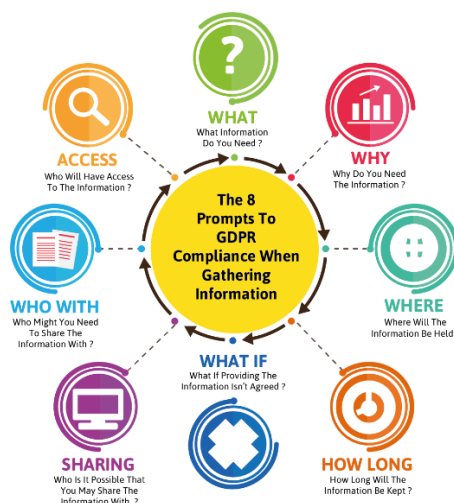 WHAT
What Information
Do You Need ?
WHY
Why Do You Need
The Information ?
WHERE
Where Will The
Information Be Held
HOW LONG
How Long Will The
Information Be Kept ?
WHAT IF
What If Providing The
Information Isn't Agreed ?
SHARING
Who Is It Possible That
You May Share The
Information With ?
WHO WITH
Who Might You Need
To Share The
Information With ?
ACCESS
Who Will Have Access
To The Information ?
The 8
Prompts To
GDPR
Compliance When
Gathering
Information